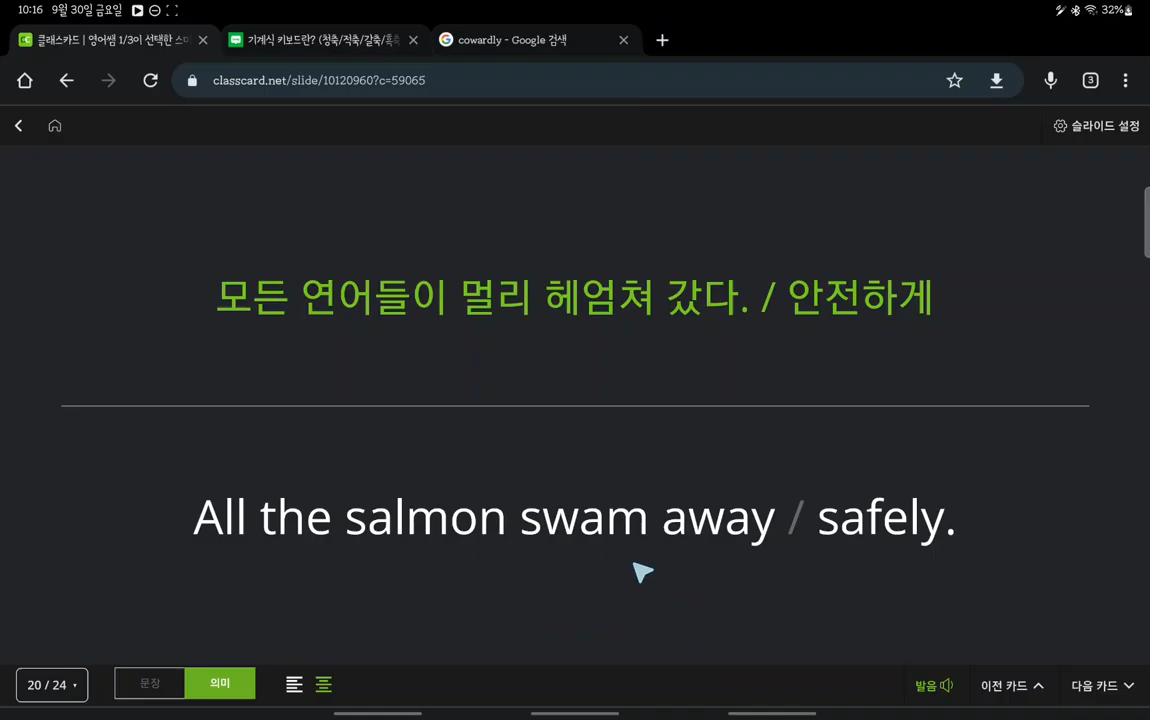 10:16 9월 30일 금요일 32%
클래스카드 | 영어쌤 1/3이 선택한 스마
기계식 키보드란? (청축/적축/갈축/흑축
cowardly - Google 검색
classcard.net/slide/10120960?c=59065
3
슬라이드 설정
모든 연어들이 멀리 헤엄쳐 갔다. / 안전하게
All the salmon swam away / safely.
20 / 24
문장 의미
발음 이전 카드 다음 카드